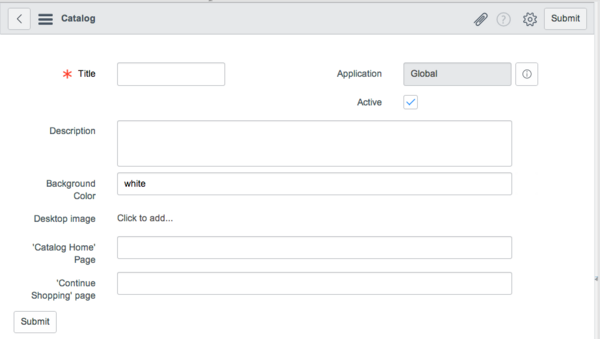 Catalog
Submit
* Title
Application
Global
Active
Description
Background
Color
white
Desktop image
Click to add...
'Catalog Home'
Page
'Continue
Shopping' page
Submit